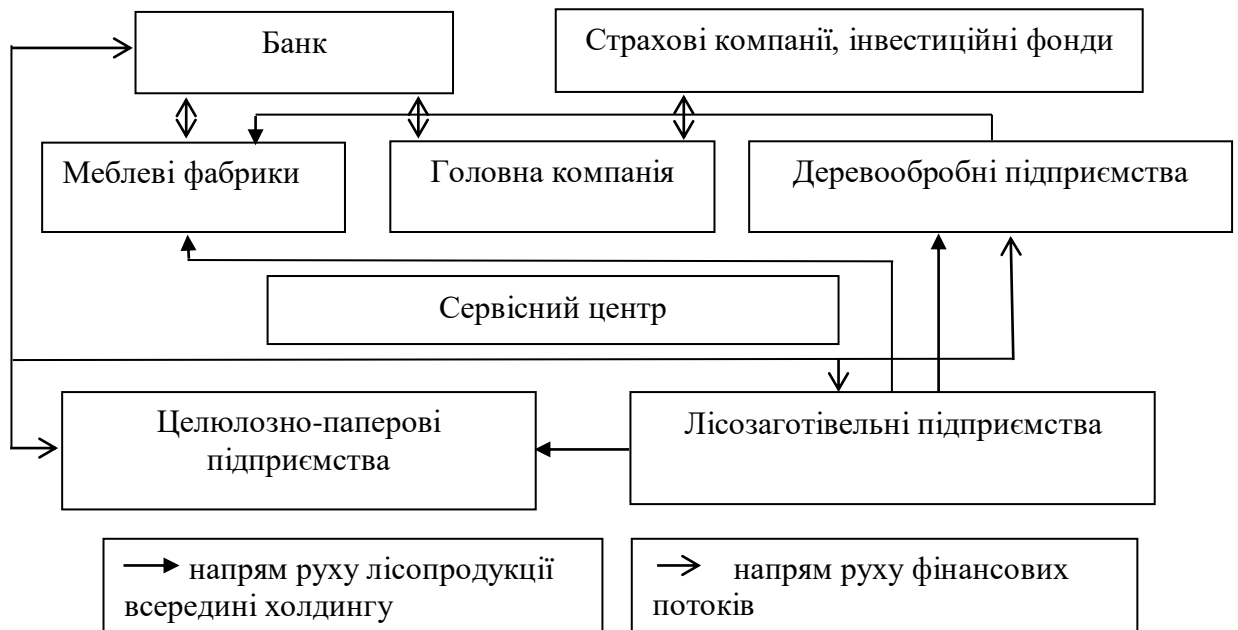 Банк
Страхові компанії, інвестиційні фонди
Меблеві фабрики
Головна компанія
Деревообробні підприємства
Сервісний центр
Целюлозно-паперові
підприємства
Лісозаготівельні підприємства
напрям руху лісопродукції
всередині холдингу
напрям руху фінансових
потоків